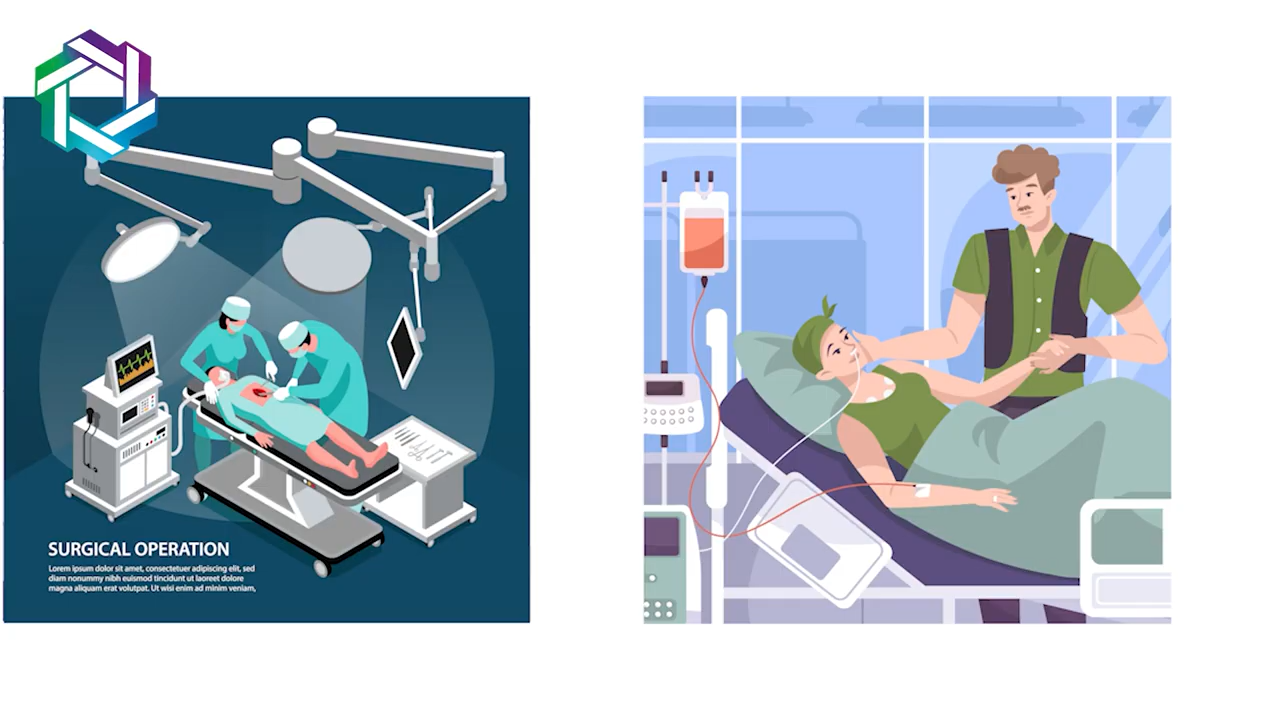 SURGICAL OPERATION
Lorem ipsum dolor sit amet, consectetuer adipiscing elit, sed
diam nonummy nibh euismod tincidunt ut laoreet dolore
magna aliquam erat volutpat. Ut wisi enim ad minim veniam,